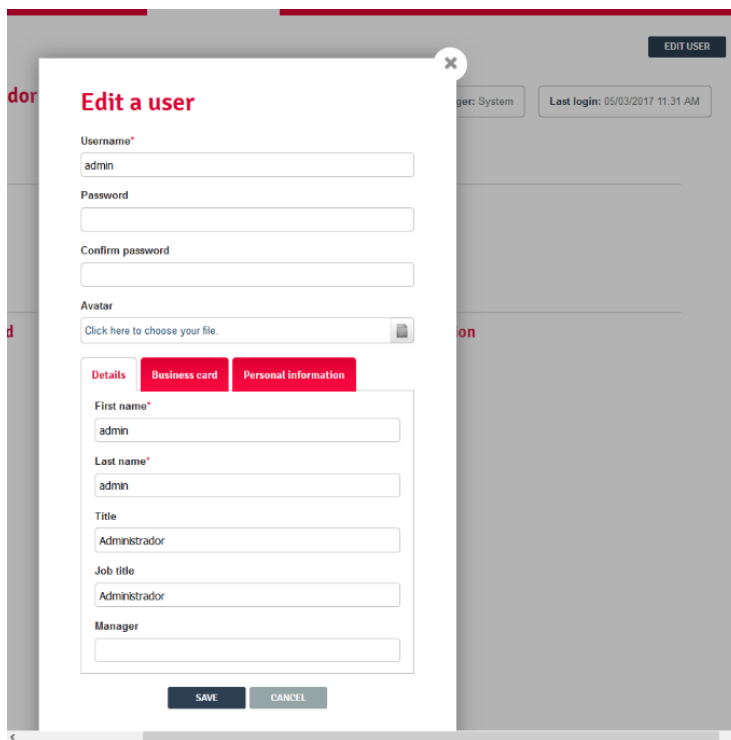 EDIT USER
dor
ger: System
Last login: 05/03/2017 11:31 AM
Edit a user
Username*
admin
Password
Confirm password
Avatar
Click here to choose your file.
d
on
Details
Business card
Personal information
First name*
admin
Last name*
admin
Title
Administrador
Job title
Administrador
Manager
SAVE
CANCEL